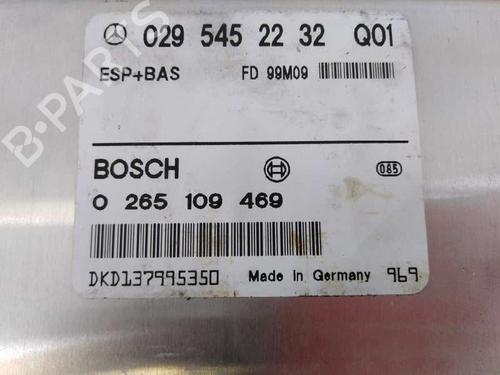 029 545 22 32 Q01
ESP+BAS FD 99M09
BOSCH 085
0 265 109 469
DKD137995350 Made in Germany 969
B-PARTS